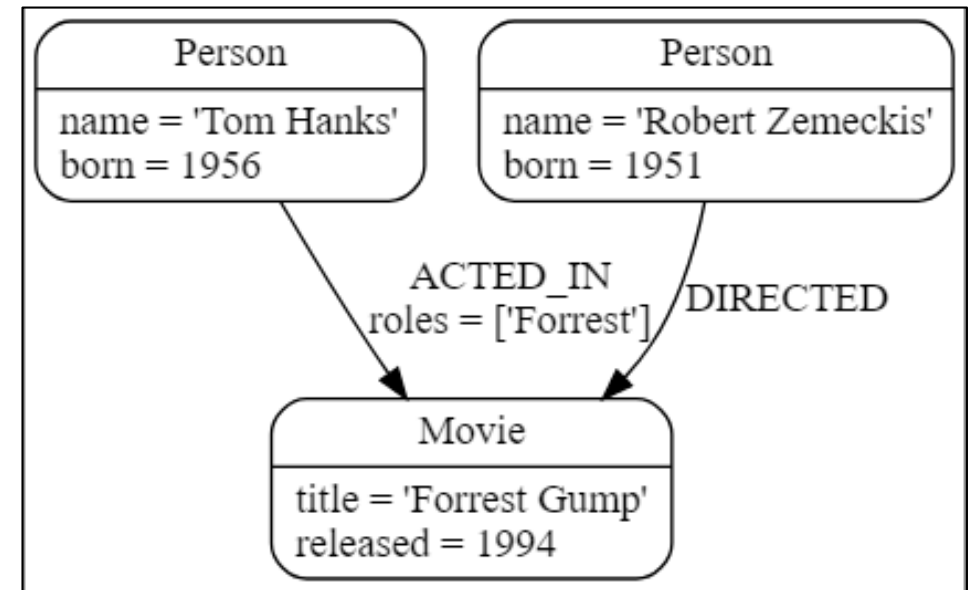 Person
name = 'Tom Hanks'
born = 1956
Person
name = 'Robert Zemeckis'
born = 1951
ACTED_IN
roles = ['Forrest']
DIRECTED
Movie
title = 'Forrest Gump'
released = 1994